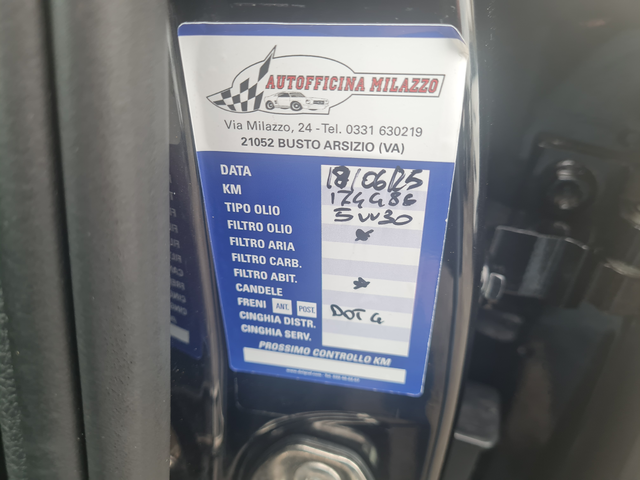 AUTOFFICINA MILAZZO
Via Milazzo, 24 - Tel. 0331 630219
21052 BUSTO ARSIZIO (VA)
DATA 18/06/25
KM
TIPO OLIO 5W30
FILTRO OLIO
FILTRO ARIA
FILTRO CARB.
FILTRO ABIT.
CANDELE
FRENI ANT. POST. DOT 4
CINGHIA DISTR.
CINGHIA SERV.
PROSSIMO CONTROLLO KM